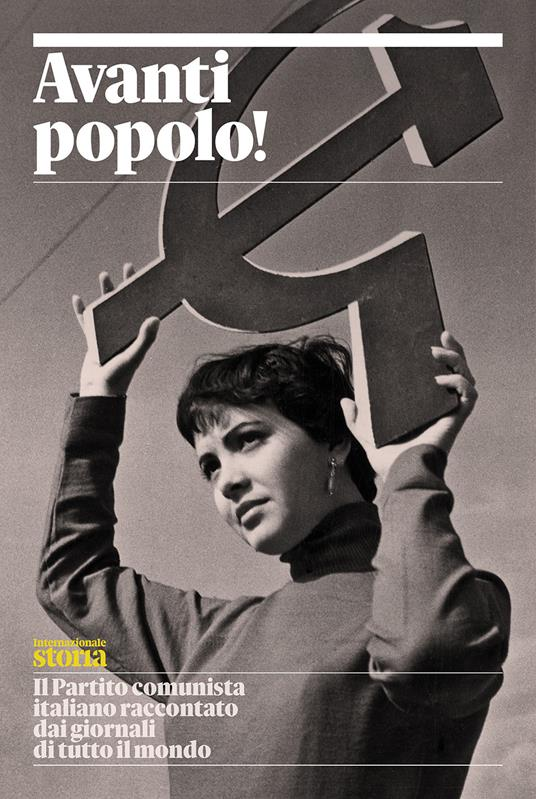 Avanti
popolo!
Internazionale
storia
Il Partito comunista
italiano raccontato
dai giornali
di tutto il mondo